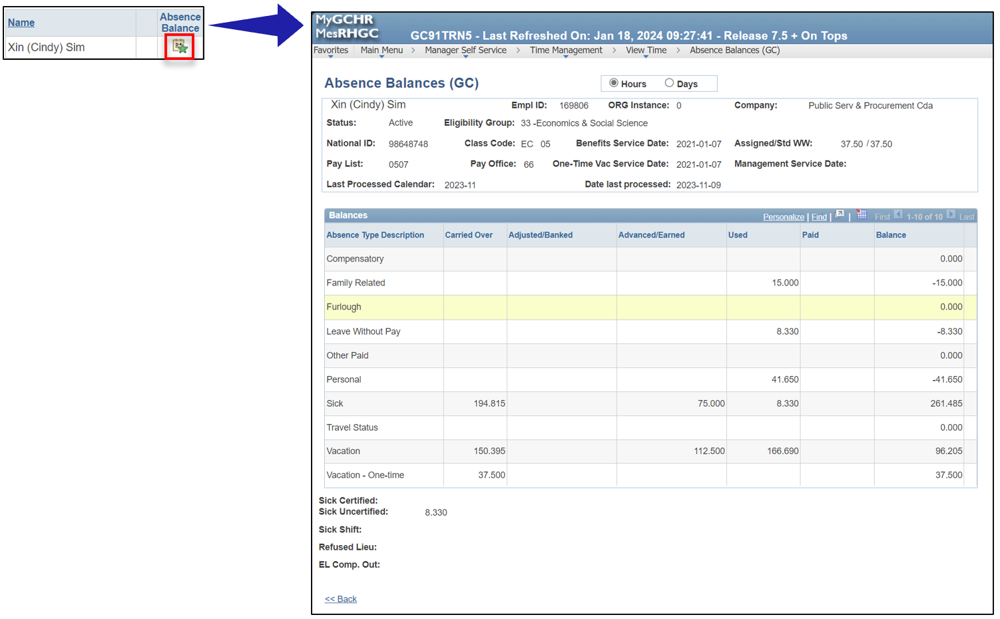 Name Absence Balance
Xin (Cindy) Sim
MyGCHR
MesRHGC
GC91TRN5 - Last Refreshed On: Jan 18, 2024 09:27:41 - Release 7.5 + On Tops
Favorites Main Menu > Manager Self Service > Time Management > View Time > Absence Balances (GC)
Absence Balances (GC) Hours Days
Xin (Cindy) Sim Empl ID: 169806 ORG Instance: 0 Company: Public Serv & Procurement Cda
Status: Active Eligibility Group: 33 -Economics & Social Science
National ID: 98648748 Class Code: EC 05 Benefits Service Date: 2021-01-07 Assigned/Std WW: 37.50 / 37.50
Pay List: 0507 Pay Office: 66 One-Time Vac Service Date: 2021-01-07 Management Service Date:
Last Processed Calendar: 2023-11 Date last processed: 2023-11-09
Balances Personalize | Find | | First 1-10 of 10 Last
Absence Type Description Carried Over Adjusted/Banked Advanced/Earned Used Paid Balance
Compensatory 0.000
Family Related 15.000 -15.000
Furlough 0.000
Leave Without Pay 8.330 -8.330
Other Paid 0.000
Personal 41.650 -41.650
Sick 194.815 75.000 8.330 261.485
Travel Status 0.000
Vacation 150.395 112.500 166.690 96.205
Vacation - One-time 37.500 37.500
Sick Certified:
Sick Uncertified: 8.330
Sick Shift:
Refused Lieu:
EL Comp. Out:
<< Back